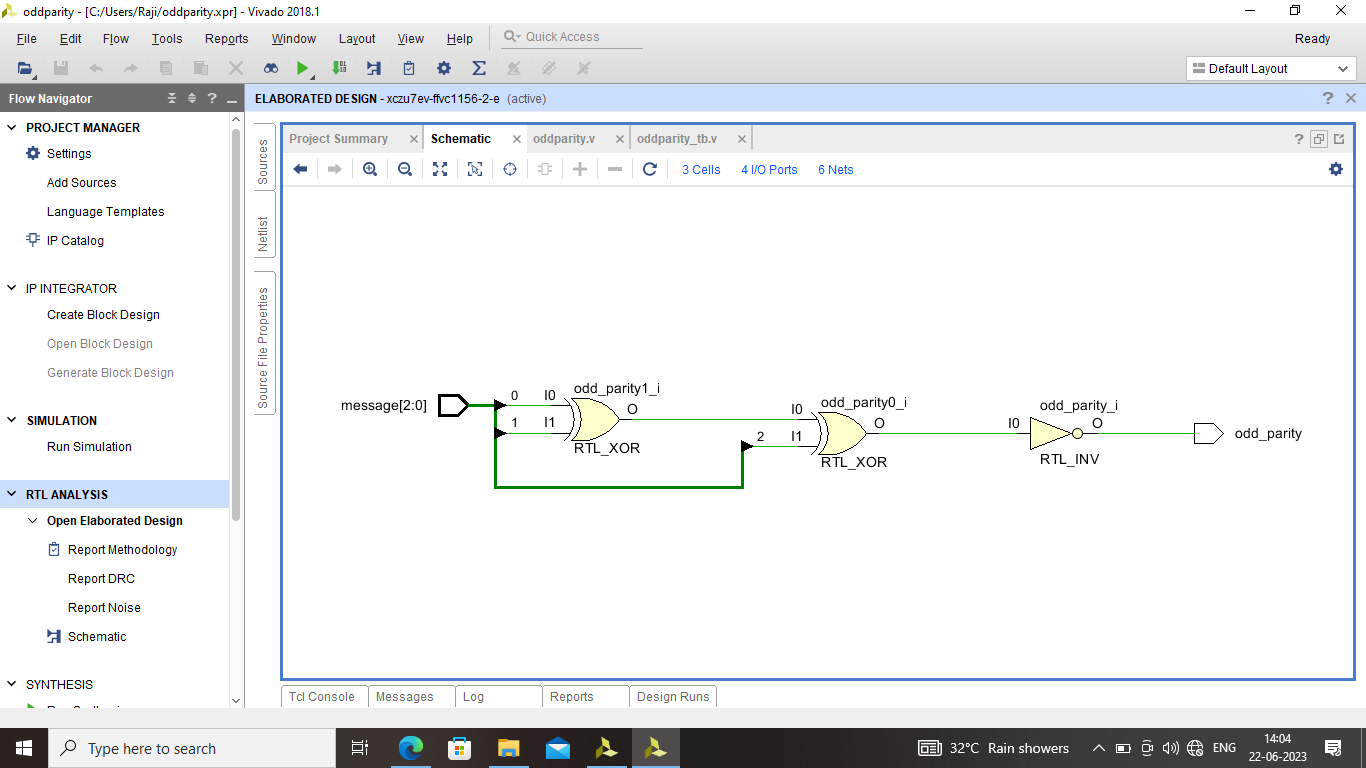 oddparity - [C:/Users/Raji/oddparity.xpr] - Vivado 2018.1
File Edit Flow Tools Reports Window Layout View Help Quick Access Ready
Default Layout
Flow Navigator
PROJECT MANAGER
Settings
Add Sources
Language Templates
IP Catalog
IP INTEGRATOR
Create Block Design
Open Block Design
Generate Block Design
SIMULATION
Run Simulation
RTL ANALYSIS
Open Elaborated Design
Report Methodology
Report DRC
Report Noise
Schematic
SYNTHESIS
ELABORATED DESIGN - xczu7ev-ffvc1156-2-e (active)
Sources
Netlist
Source File Properties
Project Summary Schematic oddparity.v oddparity_tb.v
3 Cells 4 I/O Ports 6 Nets
message[2:0]
0 I0
1 I1
odd_parity1_i
O
RTL_XOR
2
I0
I1
odd_parity0_i
O
RTL_XOR
I0
odd_parity_i
O
RTL_INV
odd_parity
Tcl Console Messages Log Reports Design Runs
Type here to search
32°C Rain showers
ENG
14:04
22-06-2023